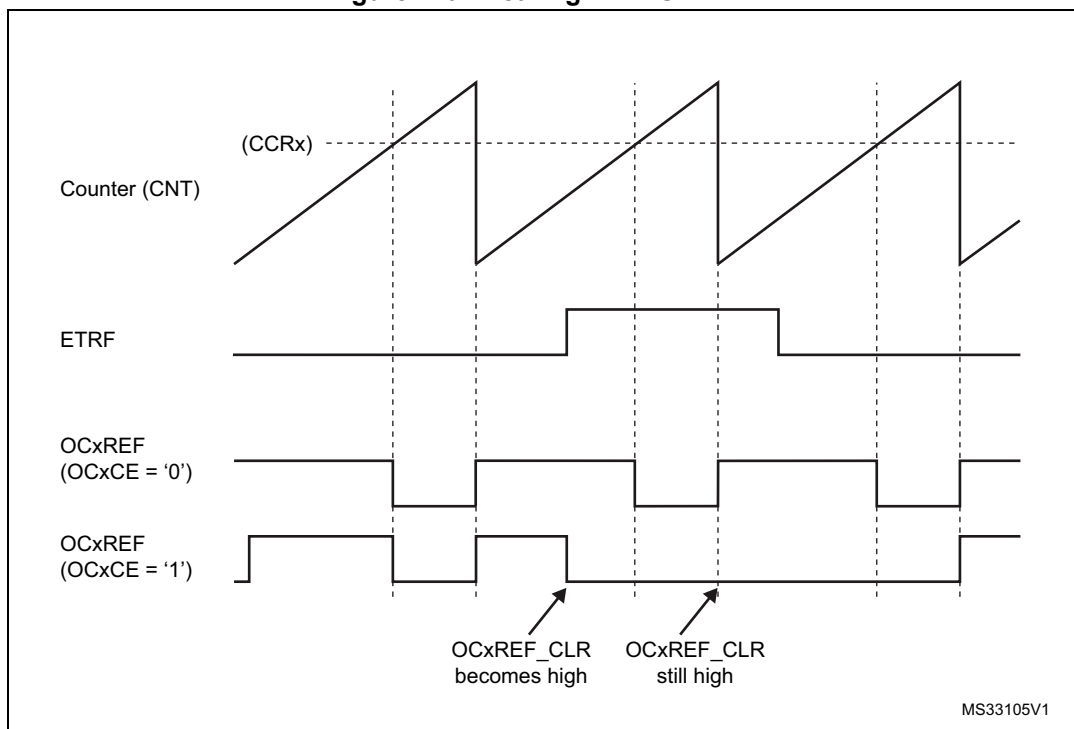 (CCRx)
Counter (CNT)
ETRF
OCxREF
(OCxCE = ‘0’)
OCxREF
(OCxCE = ‘1’)
OCxREF_CLR
becomes high
OCxREF_CLR
still high
MS33105V1